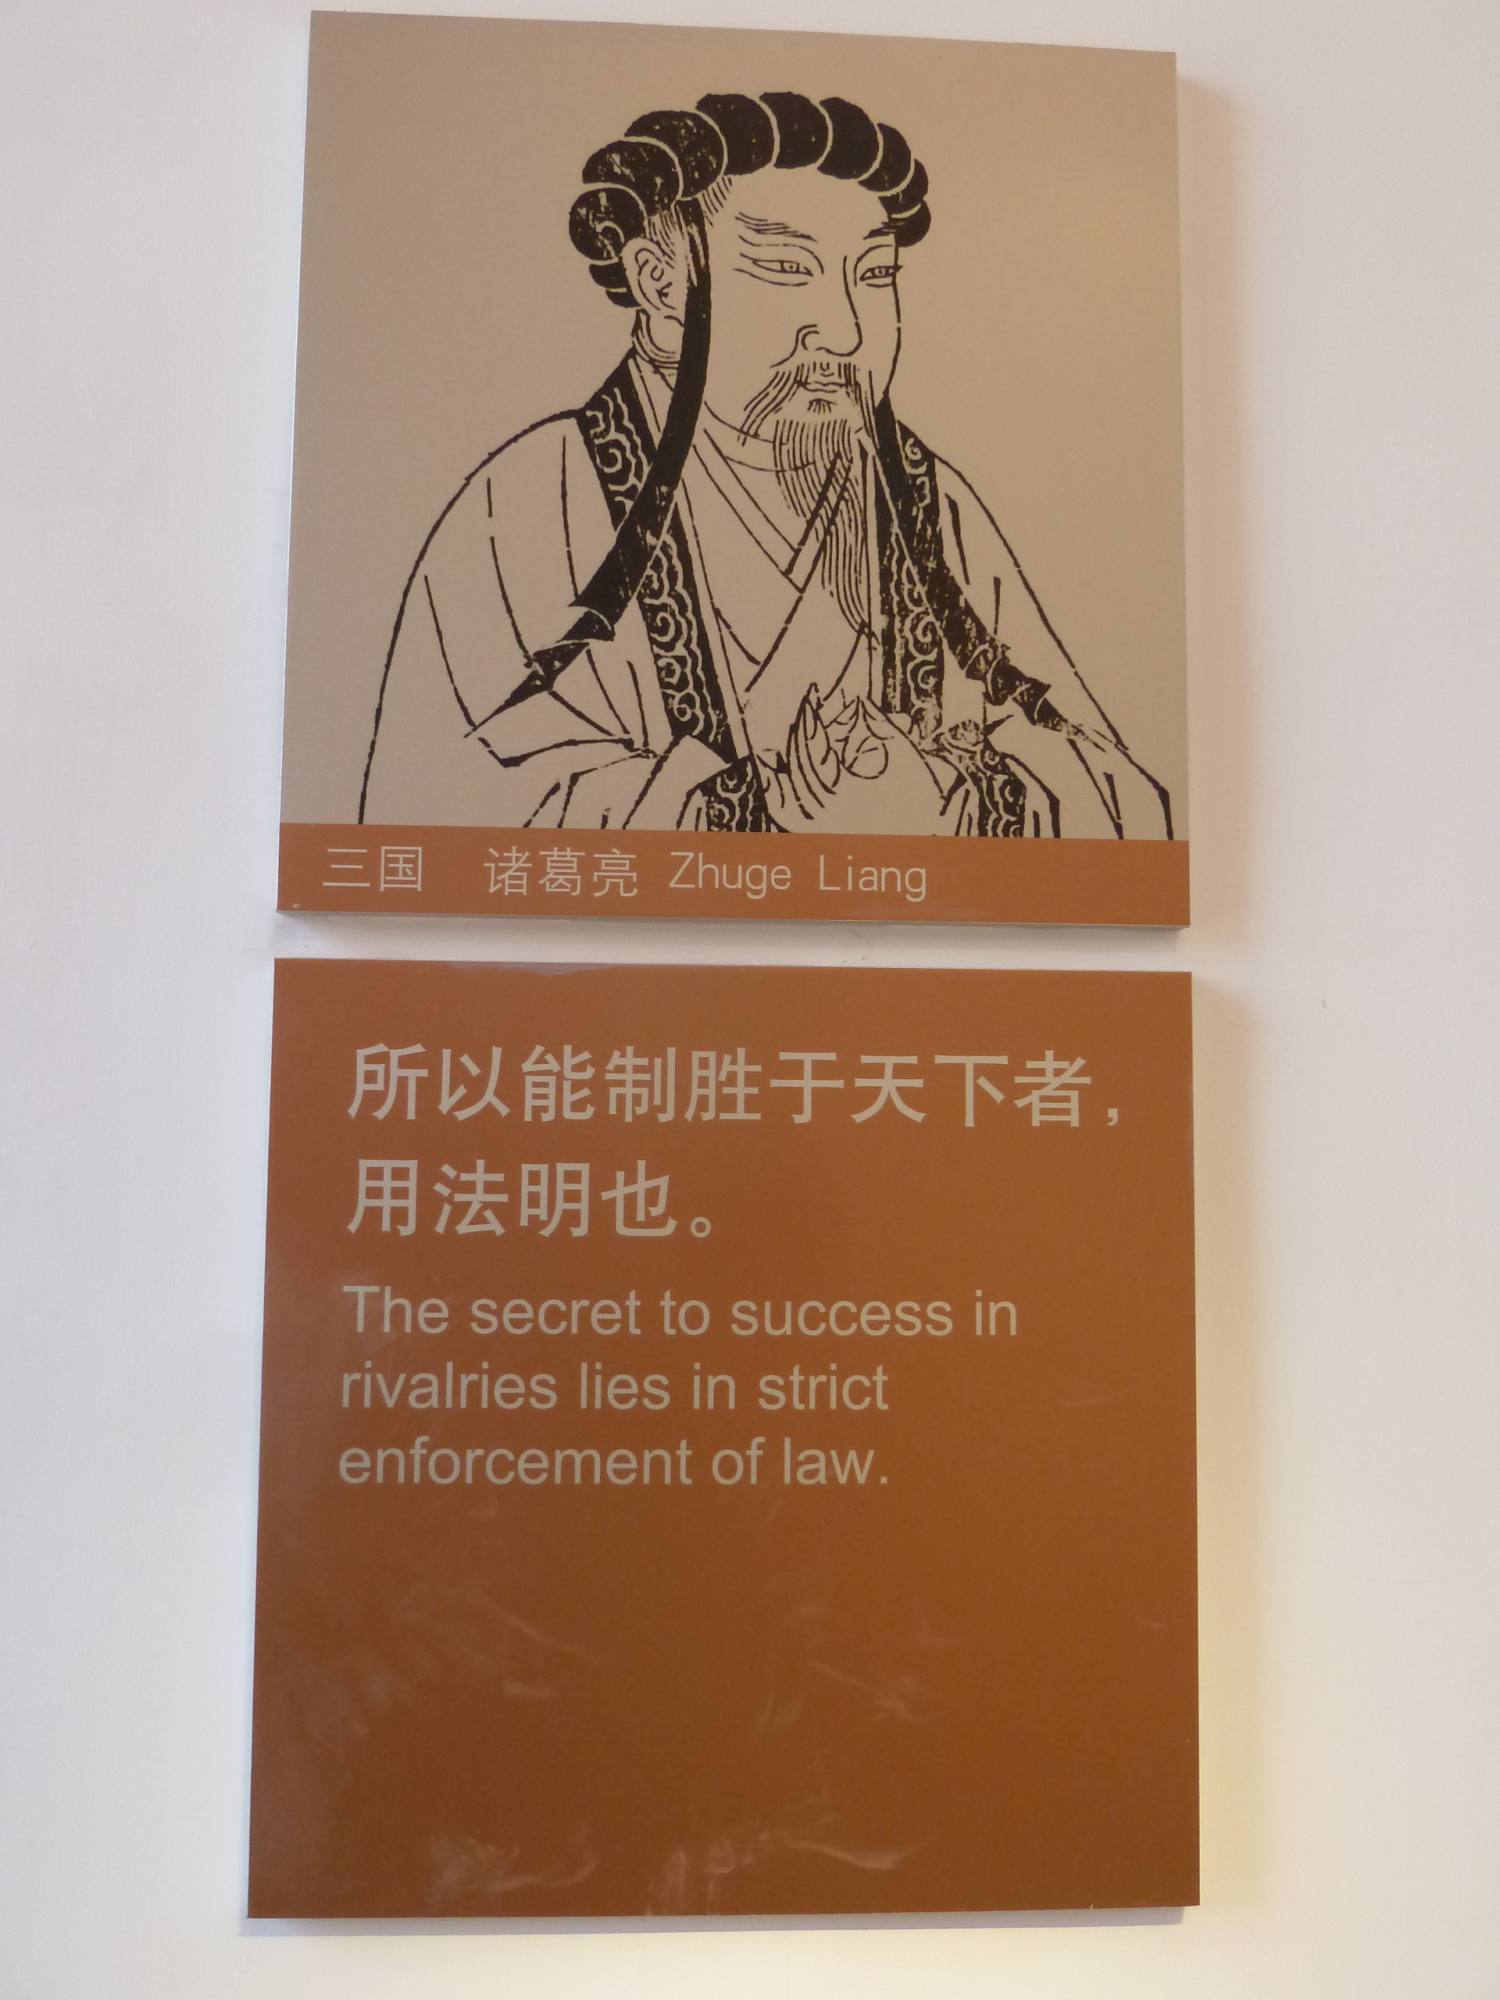 三国 诸葛亮 Zhuge Liang
所以能制胜于天下者，
用法明也。
The secret to success in
rivalries lies in strict
enforcement of law.